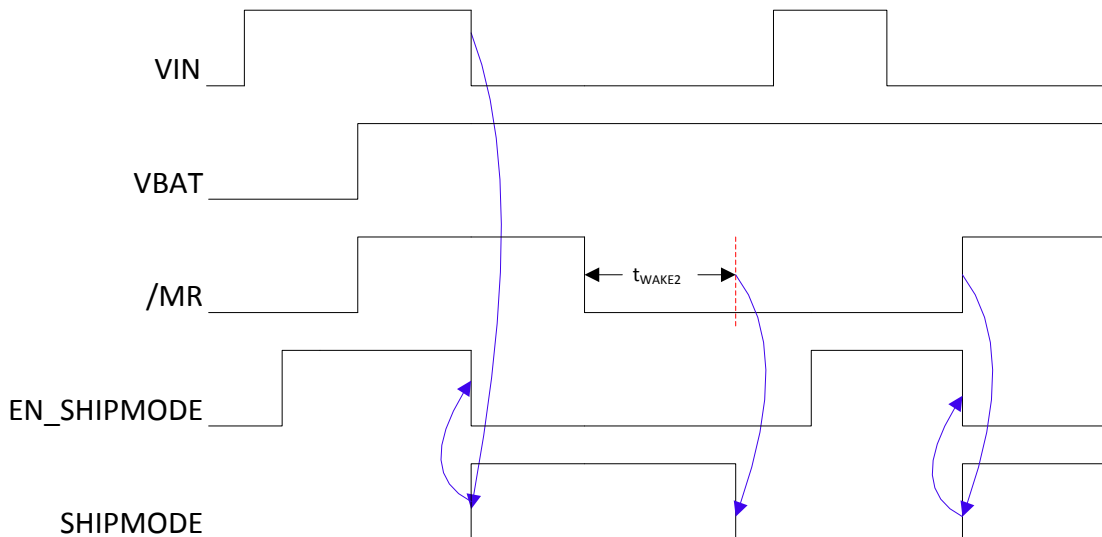 VIN
VBAT
/MR
tWAKE2
EN_SHIPMODE
SHIPMODE